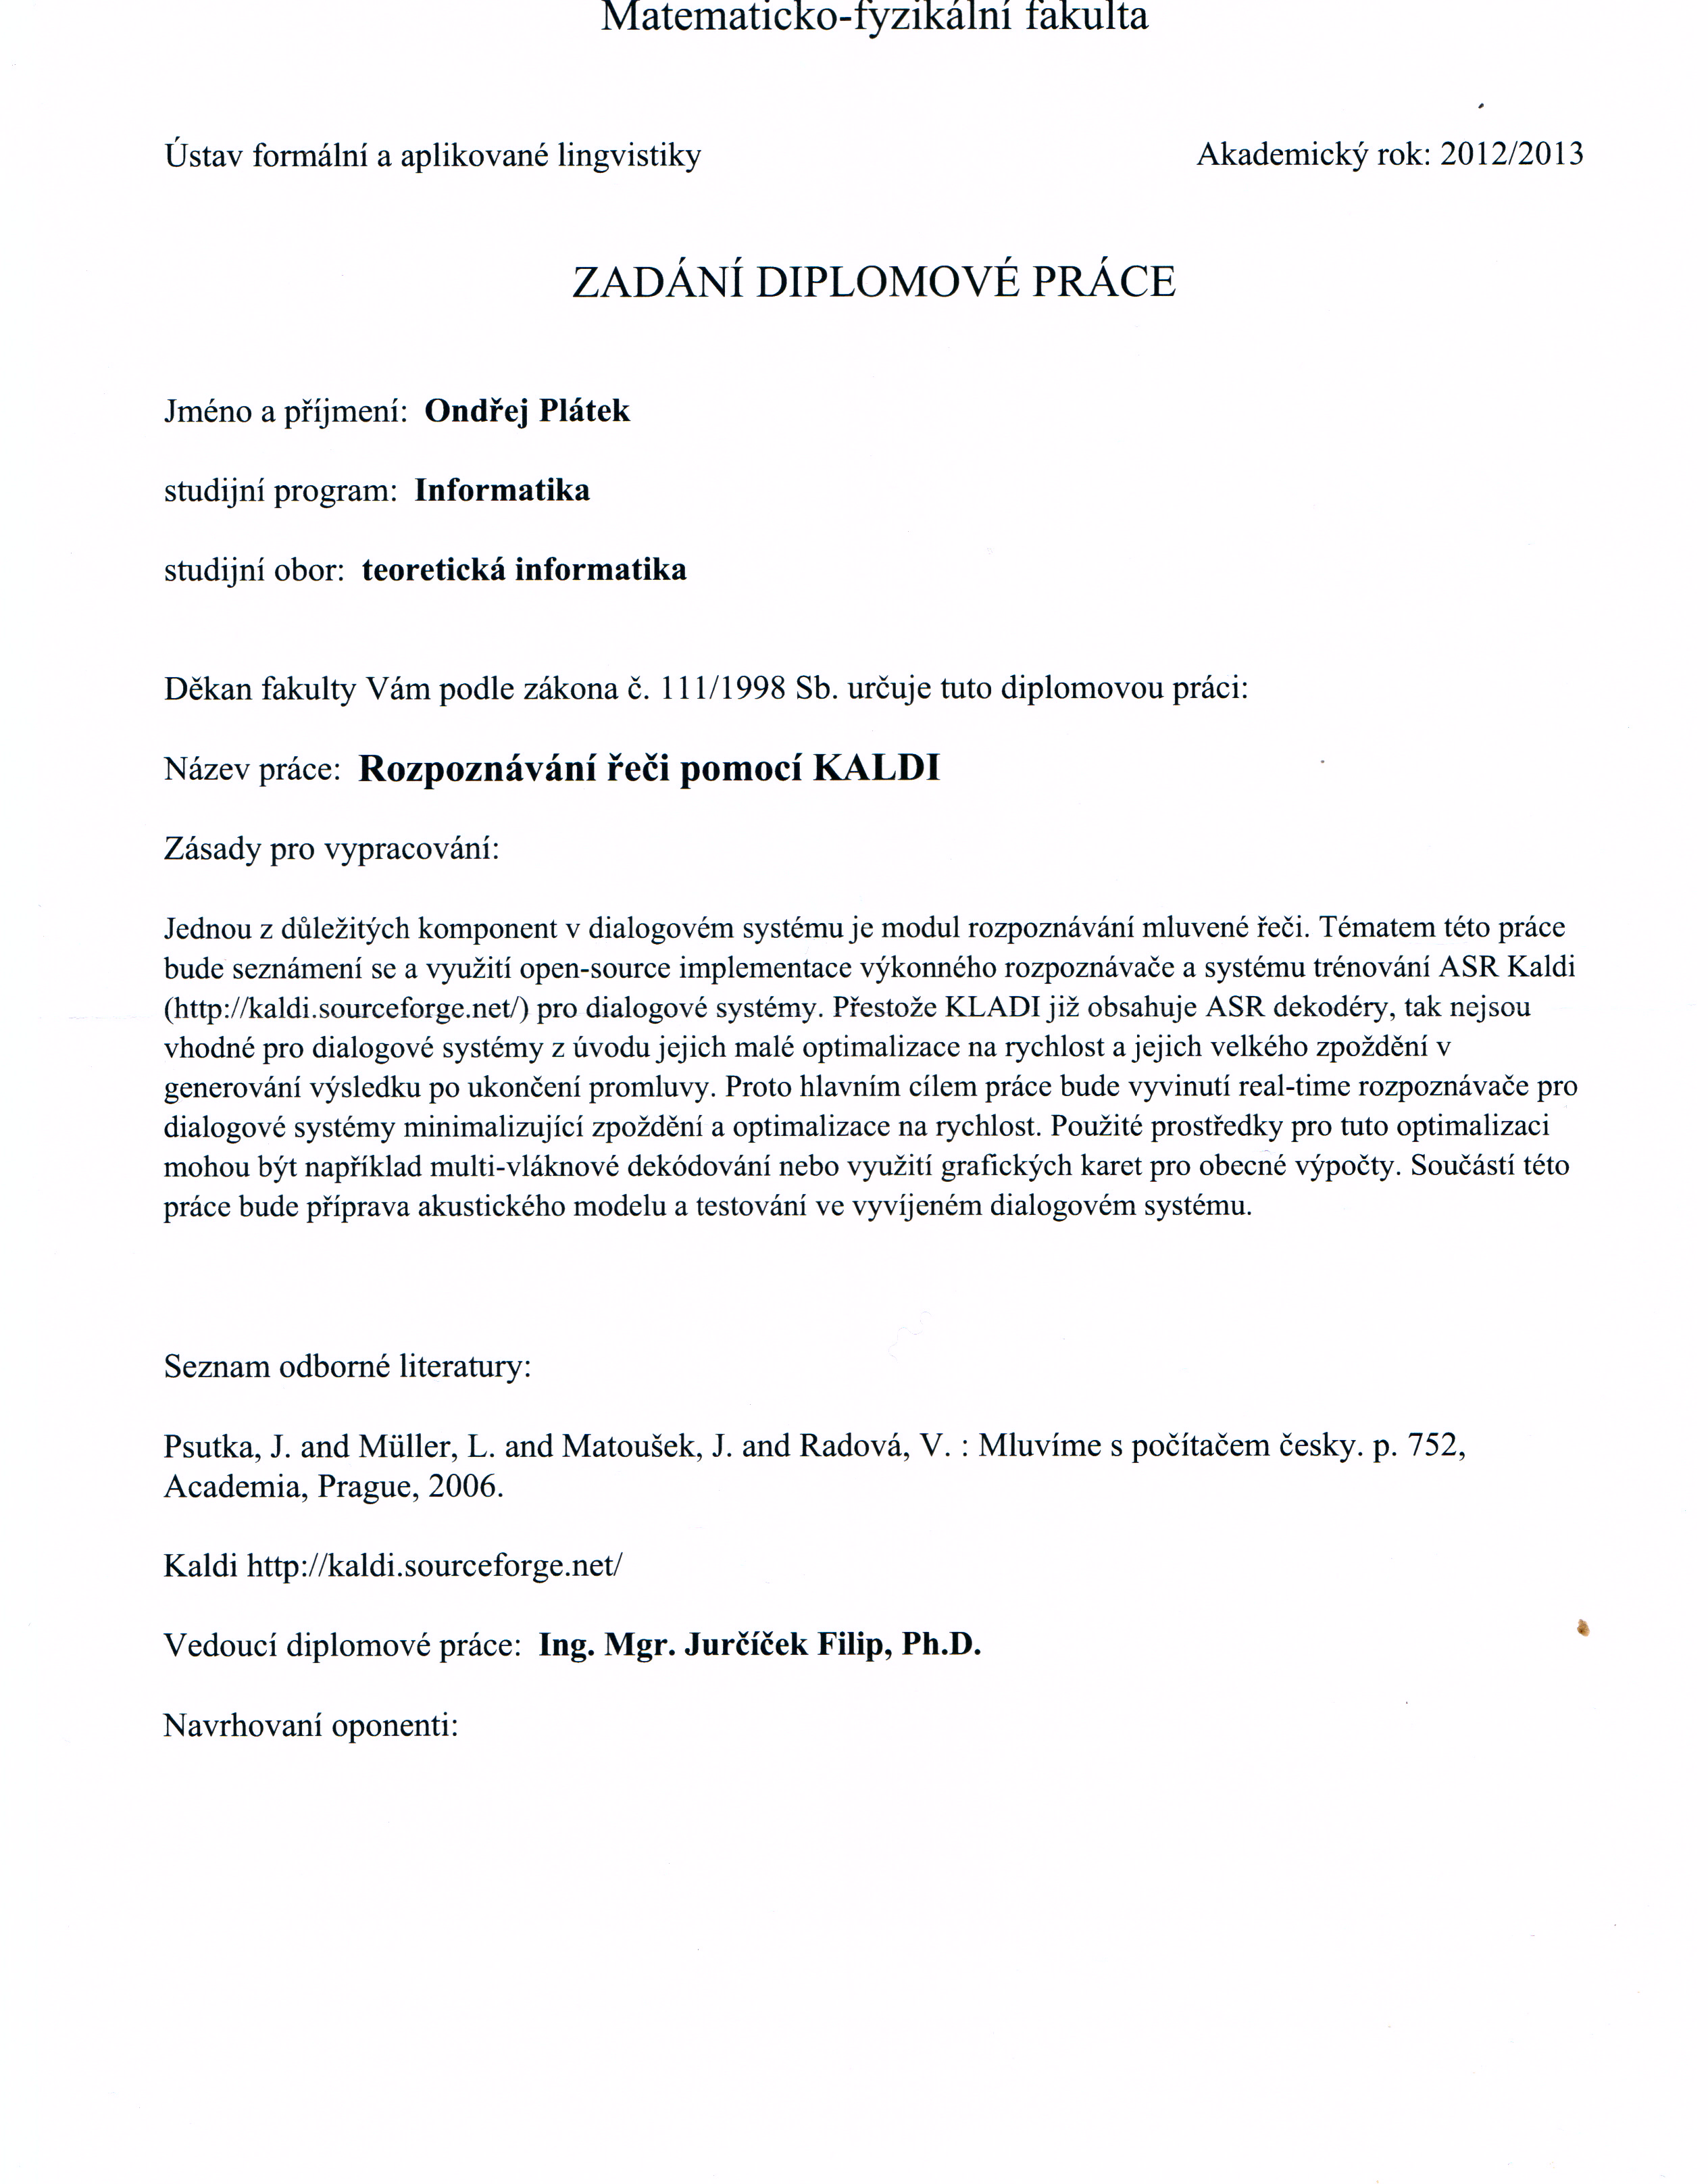 Matematicko-fyzikální fakulta
Ústav formální a aplikované lingvistiky
Akademický rok: 2012/2013
ZADÁNÍ DIPLOMOVÉ PRÁCE
Jméno a příjmení: Ondřej Plátek
studijní program: Informatika
studijní obor: teoretická informatika
Děkan fakulty Vám podle zákona č. 111/1998 Sb. určuje tuto diplomovou práci:
Název práce: Rozpoznávání řeči pomocí KALDI
Zásady pro vypracování:
Jednou z důležitých komponent v dialogovém systému je modul rozpoznávání mluvené řeči. Tématem této práce
bude seznámení se a využití open-source implementace výkonného rozpoznávače a systému trénování ASR Kaldi
(http://kaldi.sourceforge.net/) pro dialogové systémy. Přestože KLADI již obsahuje ASR dekodéry, tak nejsou
vhodné pro dialogové systémy z úvodu jejich malé optimalizace na rychlost a jejich velkého zpoždění v
generování výsledku po ukončení promluvy. Proto hlavním cílem práce bude vyvinutí real-time rozpoznávače pro
dialogové systémy minimalizující zpoždění a optimalizace na rychlost. Použité prostředky pro tuto optimalizaci
mohou být například multi-vláknové dekódování nebo využití grafických karet pro obecné výpočty. Součástí této
práce bude příprava akustického modelu a testování ve vyvíjeném dialogovém systému.
Seznam odborné literatury:
Psutka, J. and Müller, L. and Matoušek, J. and Radová, V. : Mluvíme s počítačem česky. p. 752,
Academia, Prague, 2006.
Kaldi http://kaldi.sourceforge.net/
Vedoucí diplomové práce: Ing. Mgr. Jurčíček Filip, Ph.D.
Navrhovaní oponenti: